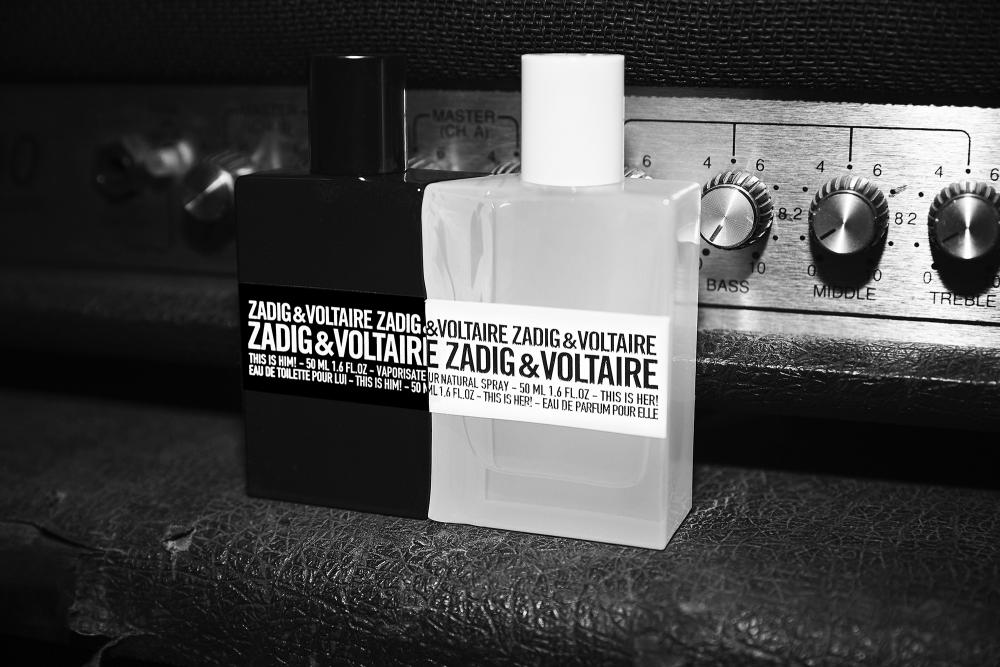 MASTER
(CH. A)
6
4
6
4
6
4
6
8
2
8
2
10
0
10
0
BASS
MIDDLE
TREBLE
ZADIG&VOLTAIRE ZADIG
ZADIG&VOLTAIRE
THIS IS HIM! – 50 ML 1.6 FL.OZ – VAPORISATE
EAU DE TOILETTE POUR LUI – THIS IS HIM! – 50 M
&VOLTAIRE ZADIG&VOLTAIRE
E ZADIG&VOLTAIRE
UR NATURAL SPRAY – 50 ML 1.6 FL.OZ – THIS IS HER!
ML 1.6 FL.OZ – THIS IS HER! – EAU DE PARFUM POUR ELLE